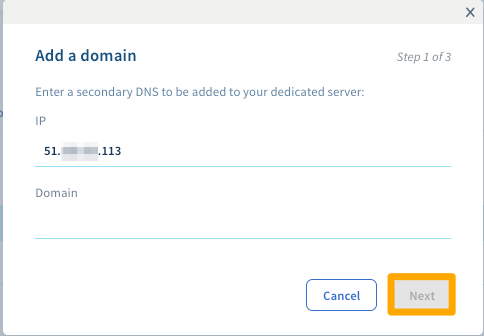 X
Add a domain
Step 1 of 3
Enter a secondary DNS to be added to your dedicated server:
IP
51. .113
Domain
Cancel
Next